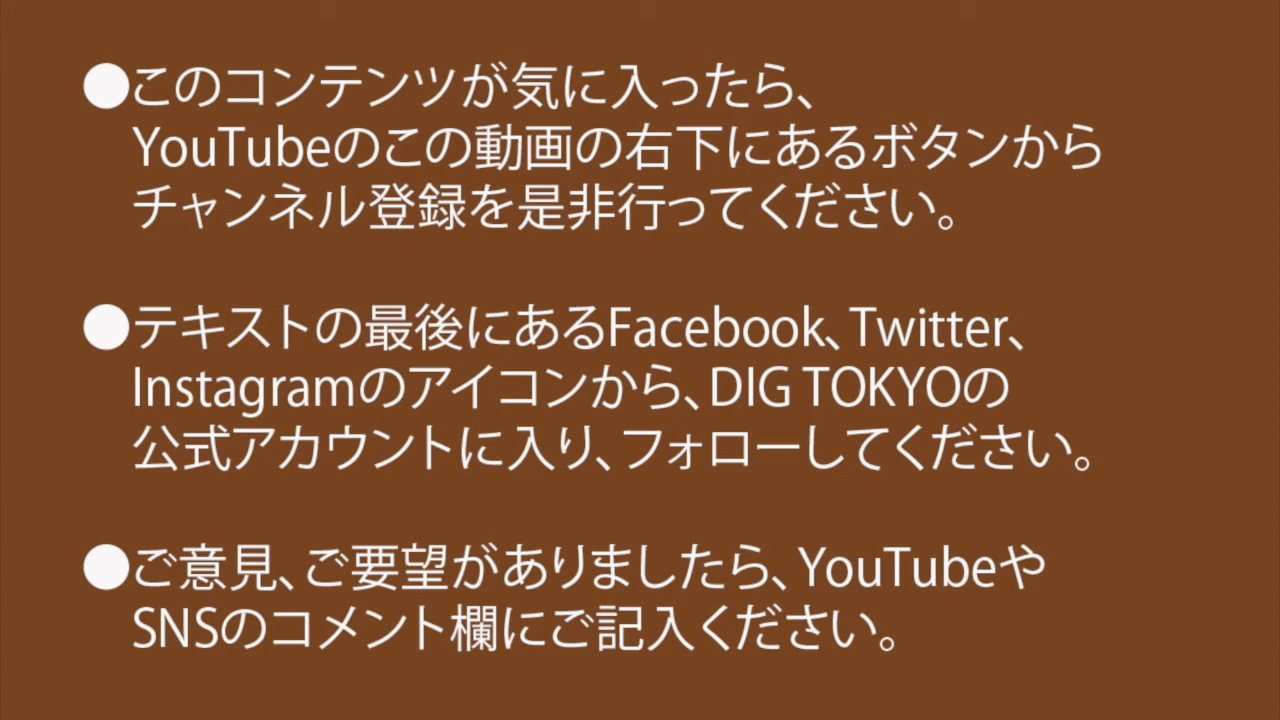 ●このコンテンツが気に入ったら、
YouTubeのこの動画の右下にあるボタンから
チャンネル登録を是非行ってください。
●テキストの最後にあるFacebook、Twitter、
Instagramのアイコンから、DIG TOKYOの
公式アカウントに入り、フォローしてください。
●ご意見、ご要望がありましたら、YouTubeや
SNSのコメント欄にご記入ください。